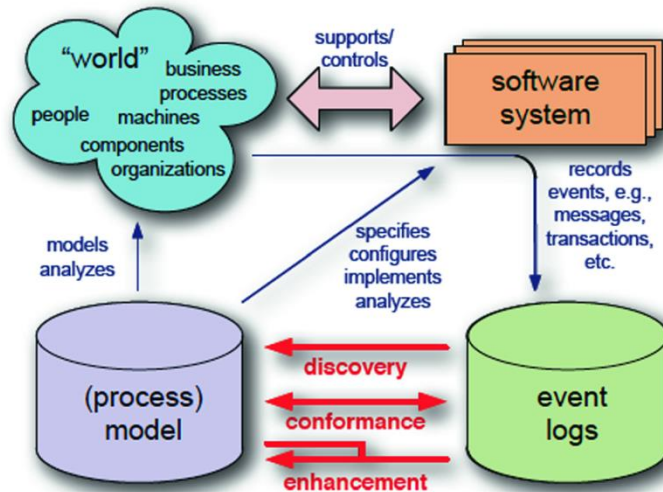 “world”
business
processes
people
machines
components
organizations
supports/
controls
software
system
records
events, e.g.,
messages,
transactions,
etc.
models
analyzes
specifies
configures
implements
analyzes
(process)
model
discovery
conformance
enhancement
event
logs